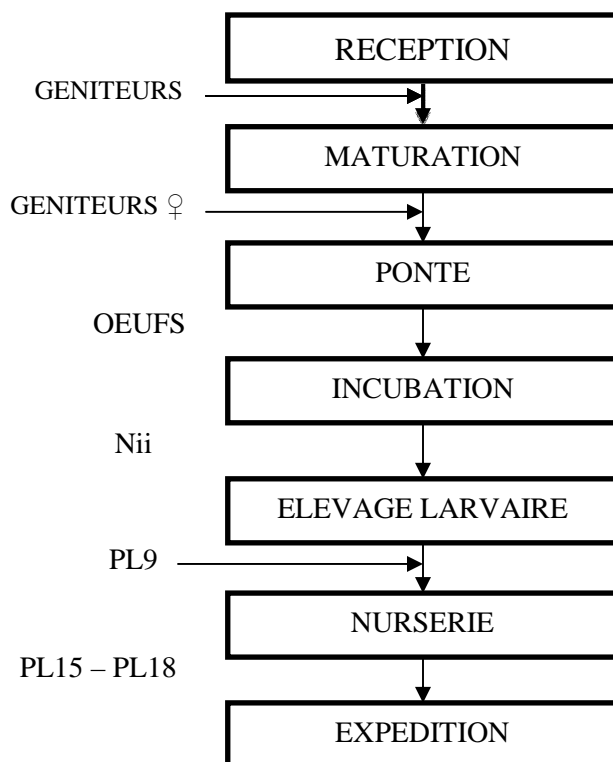 RECEPTION
GENITEURS
MATURATION
GENITEURS ♀
PONTE
OEUFS
INCUBATION
Nii
ELEVAGE LARVAIRE
PL9
NURSERIE
PL15 – PL18
EXPEDITION